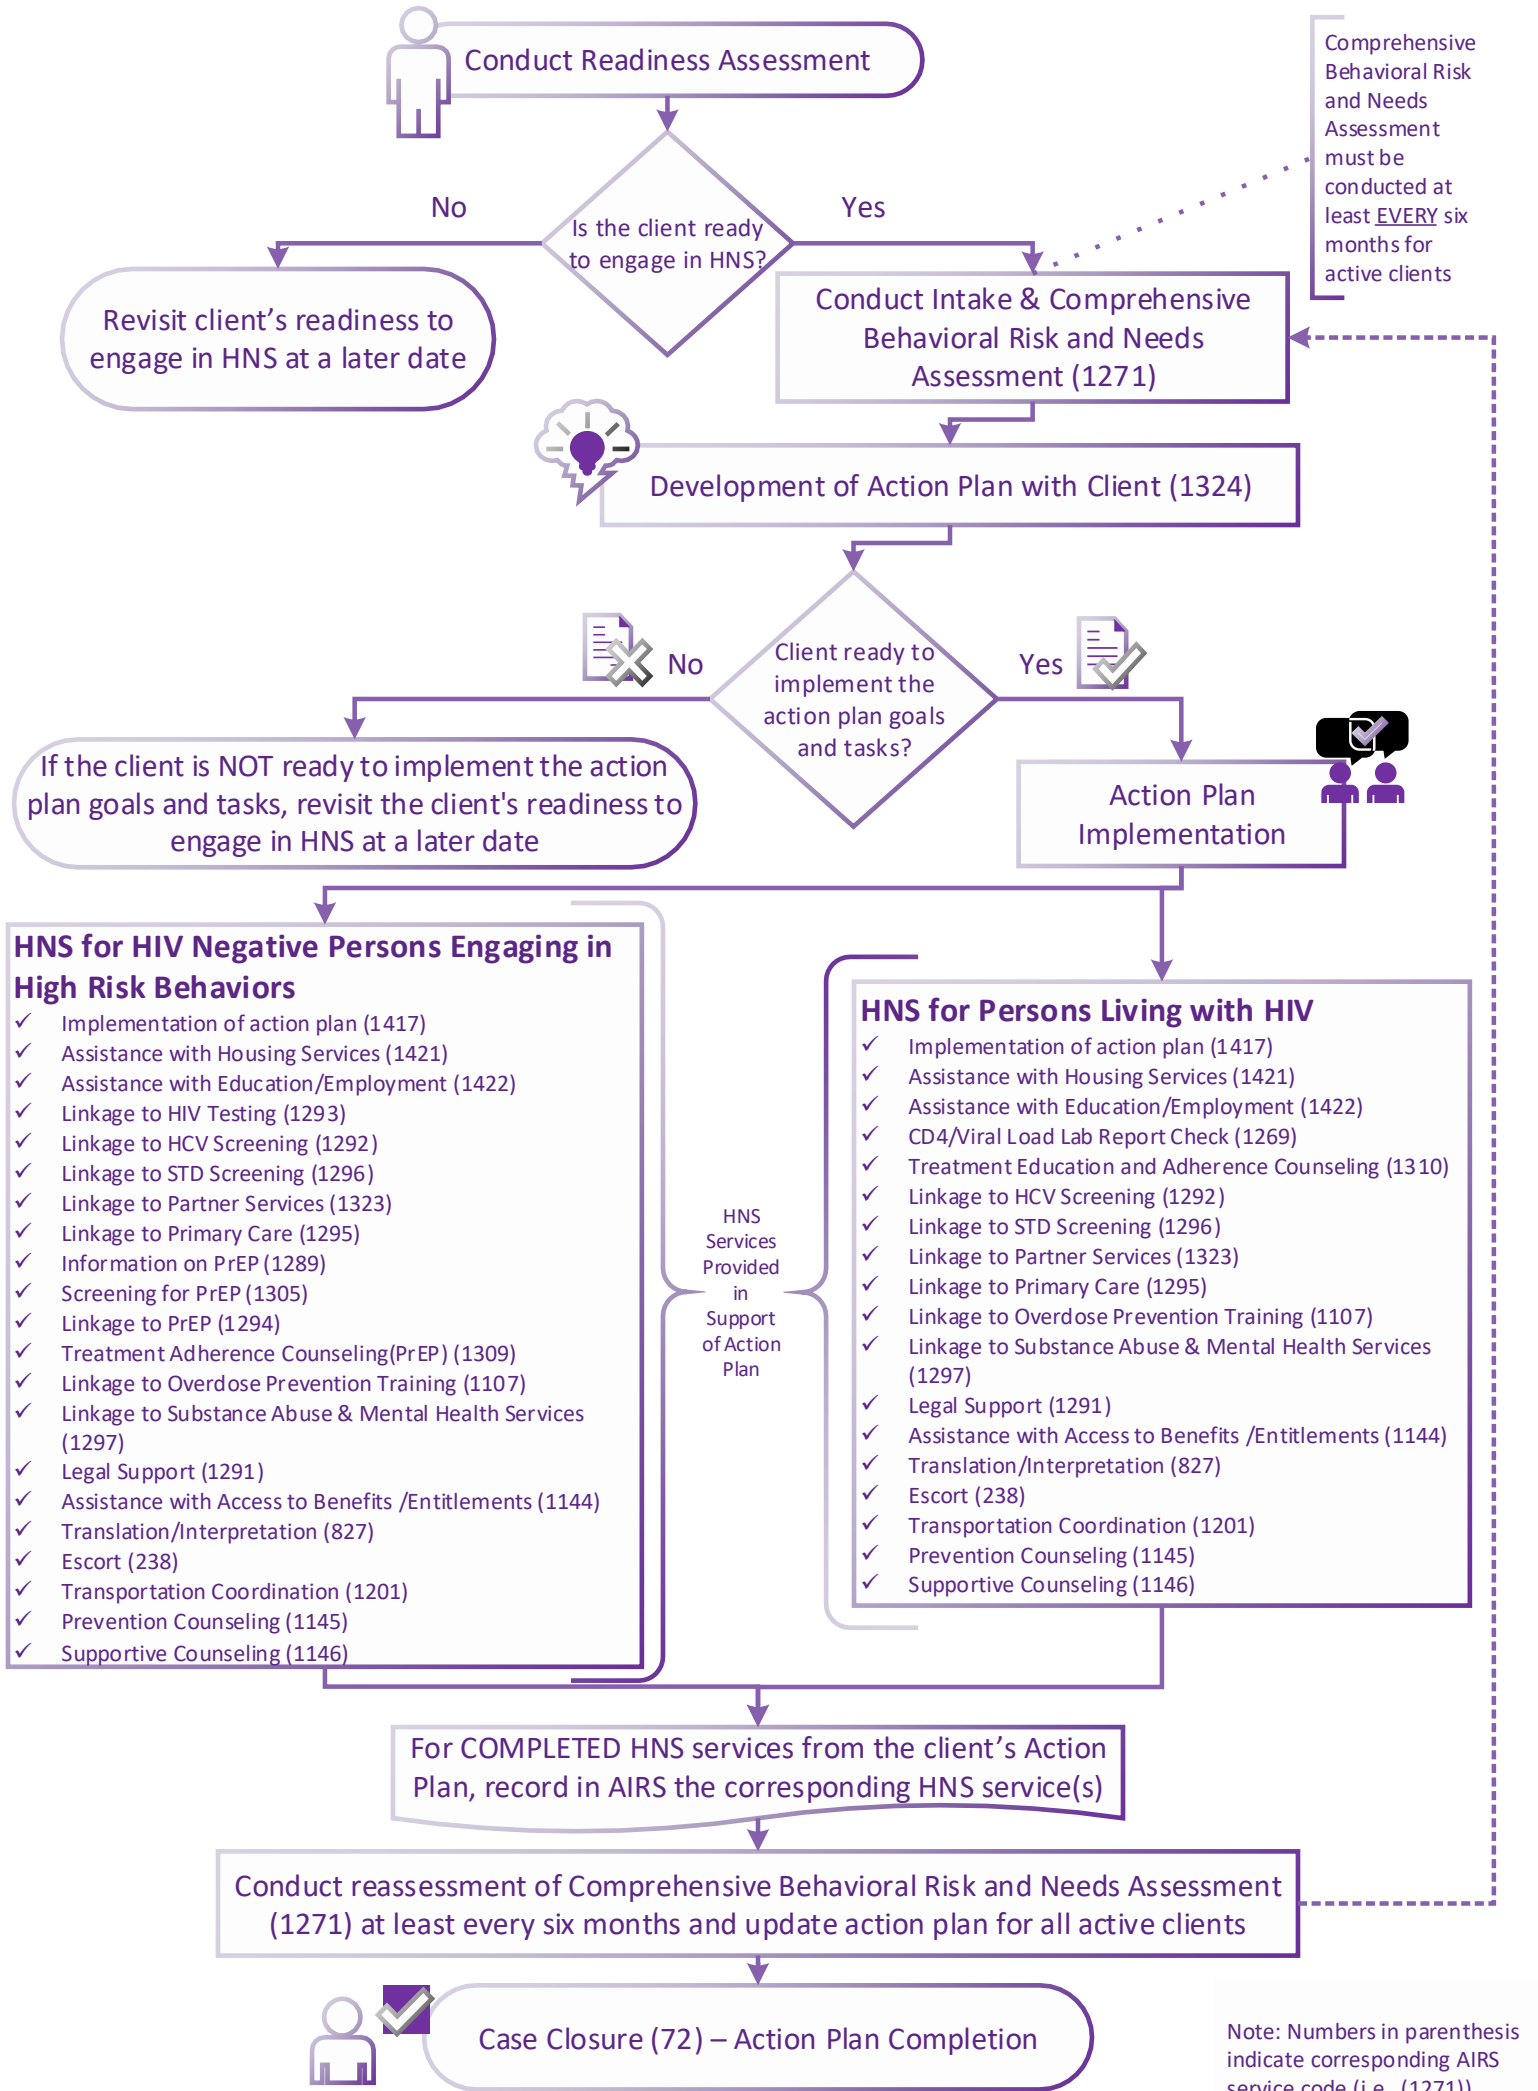 Conduct Readiness Assessment
Comprehensive
Behavioral Risk
and Needs
Assessment
must be
conducted at
least EVERY six
months for
active clients
No
Yes
Is the client ready
to engage in HNS?
Revisit client’s readiness to
engage in HNS at a later date
Conduct Intake & Comprehensive
Behavioral Risk and Needs
Assessment (1271)
Development of Action Plan with Client (1324)
No
Yes
Client ready to
implement the
action plan goals
and tasks?
If the client is NOT ready to implement the action
plan goals and tasks, revisit the client's readiness to
engage in HNS at a later date
Action Plan
Implementation
HNS for HIV Negative Persons Engaging in
High Risk Behaviors
✓ Implementation of action plan (1417)
✓ Assistance with Housing Services (1421)
✓ Assistance with Education/Employment (1422)
✓ Linkage to HIV Testing (1293)
✓ Linkage to HCV Screening (1292)
✓ Linkage to STD Screening (1296)
✓ Linkage to Partner Services (1323)
✓ Linkage to Primary Care (1295)
✓ Information on PrEP (1289)
✓ Screening for PrEP (1305)
✓ Linkage to PrEP (1294)
✓ Treatment Adherence Counseling(PrEP) (1309)
✓ Linkage to Overdose Prevention Training (1107)
✓ Linkage to Substance Abuse & Mental Health Services
(1297)
✓ Legal Support (1291)
✓ Assistance with Access to Benefits /Entitlements (1144)
✓ Translation/Interpretation (827)
✓ Escort (238)
✓ Transportation Coordination (1201)
✓ Prevention Counseling (1145)
✓ Supportive Counseling (1146)
HNS
Services
Provided
in
Support
of Action
Plan
HNS for Persons Living with HIV
✓ Implementation of action plan (1417)
✓ Assistance with Housing Services (1421)
✓ Assistance with Education/Employment (1422)
✓ CD4/Viral Load Lab Report Check (1269)
✓ Treatment Education and Adherence Counseling (1310)
✓ Linkage to HCV Screening (1292)
✓ Linkage to STD Screening (1296)
✓ Linkage to Partner Services (1323)
✓ Linkage to Primary Care (1295)
✓ Linkage to Overdose Prevention Training (1107)
✓ Linkage to Substance Abuse & Mental Health Services
(1297)
✓ Legal Support (1291)
✓ Assistance with Access to Benefits /Entitlements (1144)
✓ Translation/Interpretation (827)
✓ Escort (238)
✓ Transportation Coordination (1201)
✓ Prevention Counseling (1145)
✓ Supportive Counseling (1146)
For COMPLETED HNS services from the client’s Action
Plan, record in AIRS the corresponding HNS service(s)
Conduct reassessment of Comprehensive Behavioral Risk and Needs Assessment
(1271) at least every six months and update action plan for all active clients
Case Closure (72) – Action Plan Completion
Note: Numbers in parenthesis
indicate corresponding AIRS
service code (i.e., (1271))